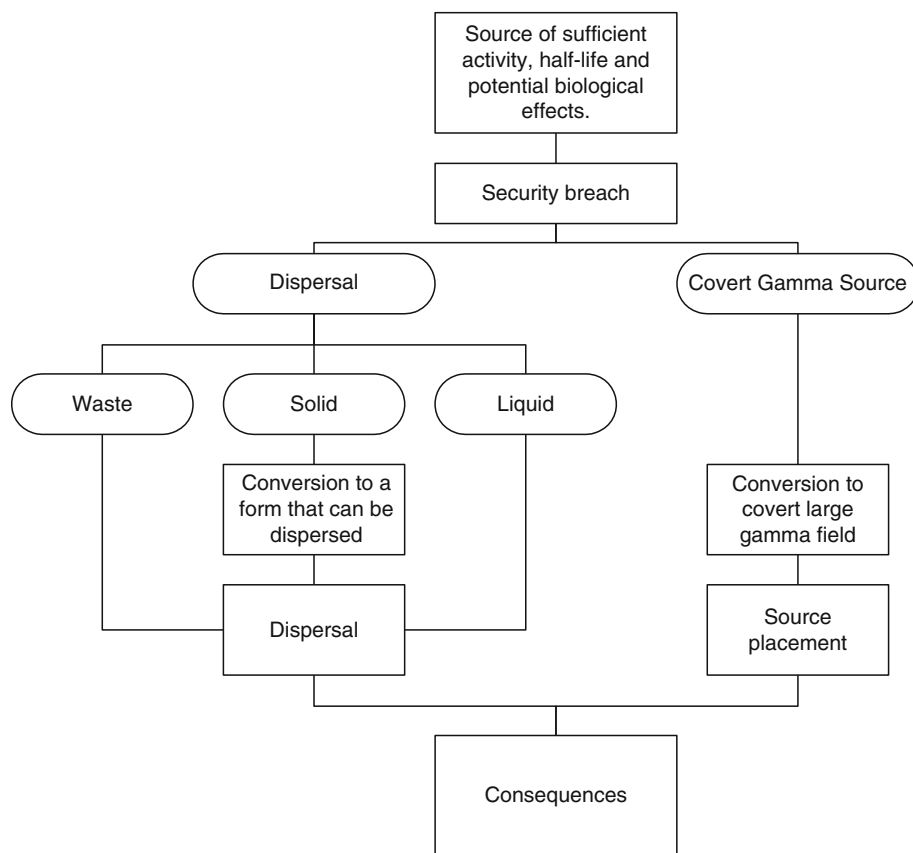 Source of sufficient
activity, half-life and
potential biological
effects.
Security breach
Dispersal
Covert Gamma Source
Waste
Solid
Liquid
Conversion to a
form that can be
dispersed
Conversion to
covert large
gamma field
Dispersal
Source
placement
Consequences